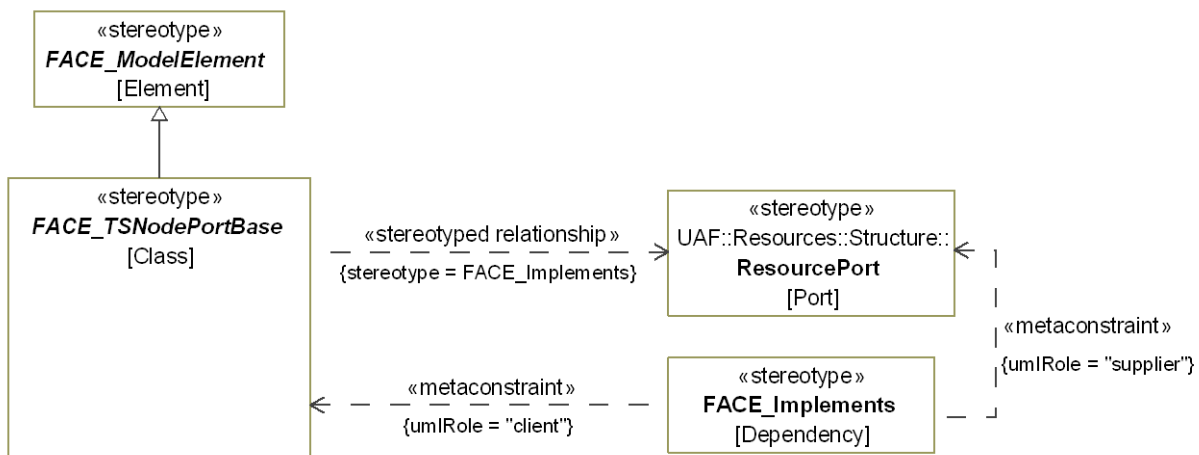 «stereotype»
FACE_ModelElement
[Element]
«stereotype»
FACE_TSNodePortBase
[Class]
«stereotyped relationship»
{stereotype = FACE_Implements}
«stereotype»
UAF::Resources::Structure::
ResourcePort
[Port]
«metaconstraint»
{umlRole = "supplier"}
«metaconstraint»
{umlRole = "client"}
«stereotype»
FACE_Implements
[Dependency]